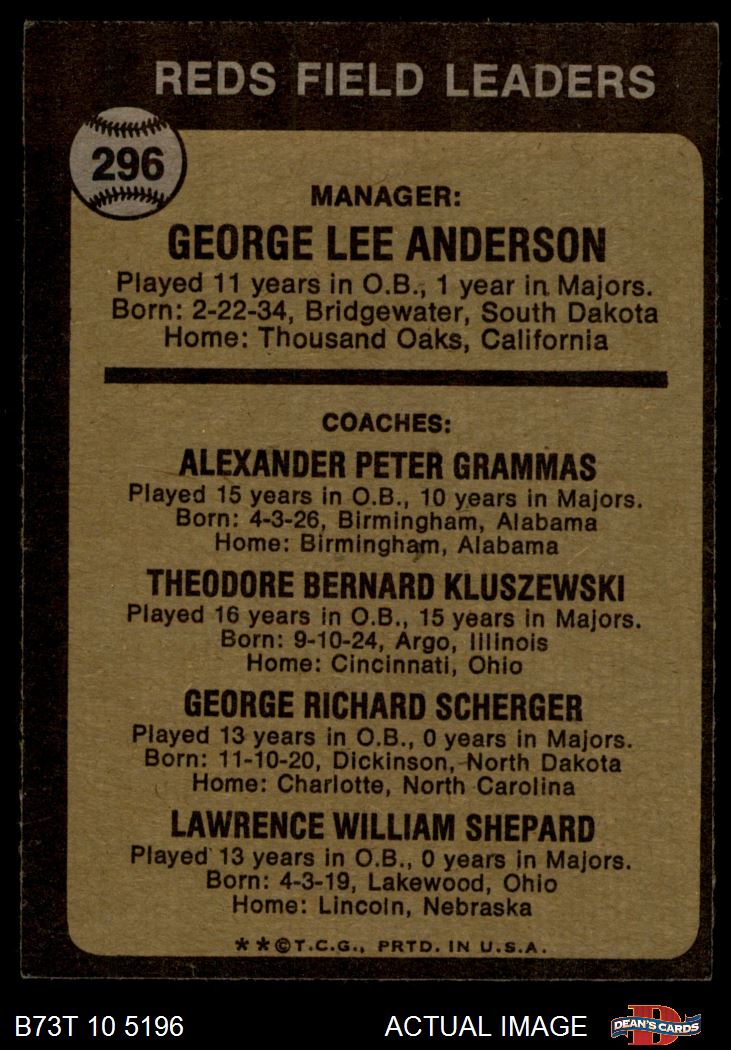 REDS FIELD LEADERS
296
MANAGER:
GEORGE LEE ANDERSON
Played 11 years in O.B., 1 year in Majors.
Born: 2-22-34, Bridgewater, South Dakota
Home: Thousand Oaks, California
COACHES:
ALEXANDER PETER GRAMMAS
Played 15 years in O.B., 10 years in Majors.
Born: 4-3-26, Birmingham, Alabama
Home: Birmingham, Alabama
THEODORE BERNARD KLUSZEWSKI
Played 16 years in O.B., 15 years in Majors.
Born: 9-10-24, Argo, Illinois
Home: Cincinnati, Ohio
GEORGE RICHARD SCHERGER
Played 13 years in O.B., 0 years in Majors.
Born: 11-10-20, Dickinson, North Dakota
Home: Charlotte, North Carolina
LAWRENCE WILLIAM SHEPARD
Played 13 years in O.B., 0 years in Majors.
Born: 4-3-19, Lakewood, Ohio
Home: Lincoln, Nebraska
**©T.C.G., PRTD. IN U.S.A.
B73T 10 5196 ACTUAL IMAGE D DEAN'S CARDS